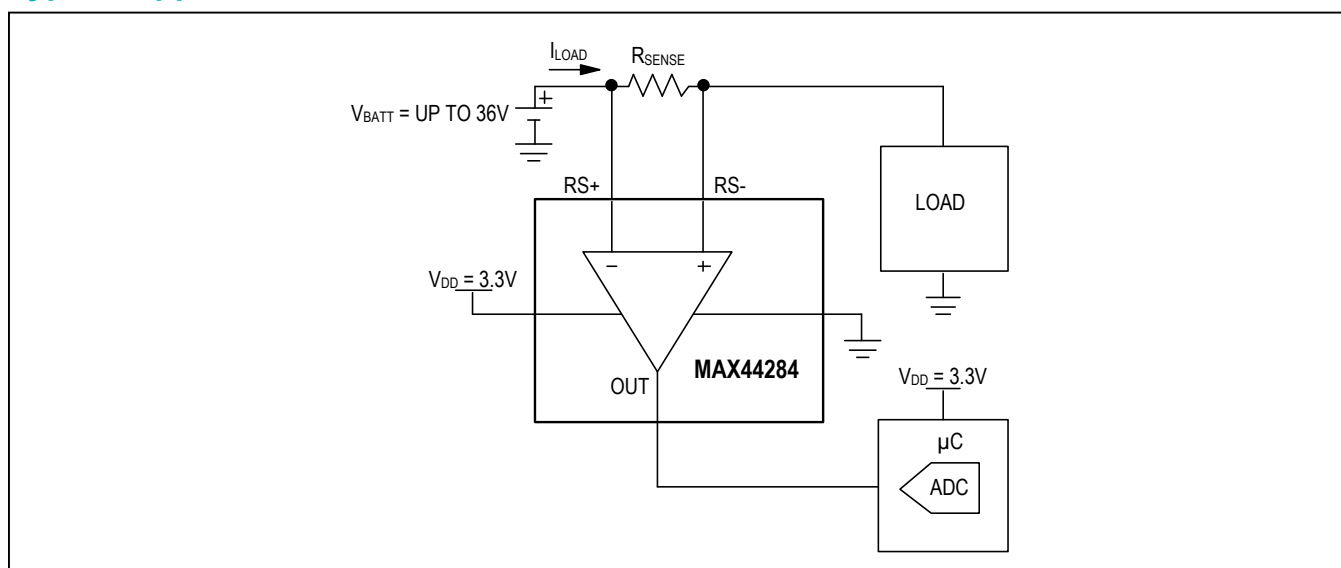 ILOAD
RSENSE
+
VBATT = UP TO 36V
RS+
RS-
LOAD
− +
VDD = 3.3V
MAX44284
OUT
VDD = 3.3V
µC
ADC